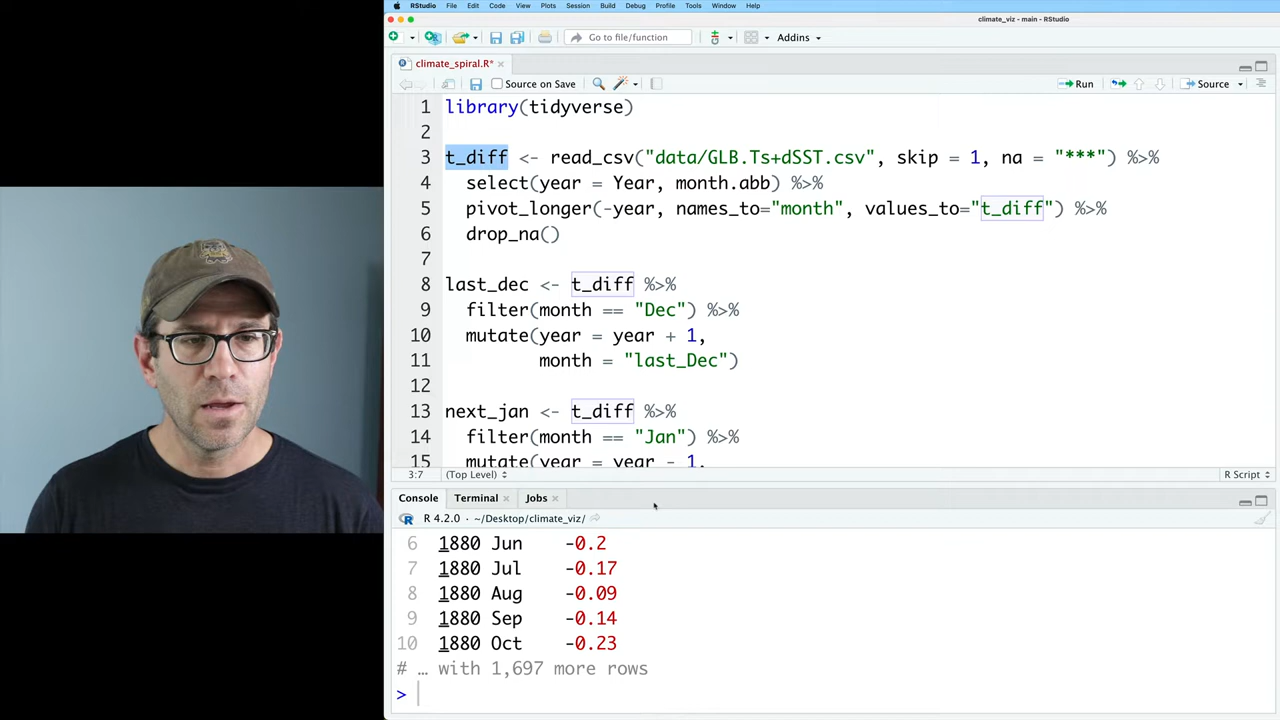 RStudio File Edit Code View Plots Session Build Debug Profile Tools Window Help
climate_viz - main - RStudio
Go to file/function Addins
climate_spiral.R*
Source on Save Run Source
1 library(tidyverse)
2
3 t_diff <- read_csv("data/GLB.Ts+dSST.csv", skip = 1, na = "***") %>%
4 select(year = Year, month.abb) %>%
5 pivot_longer(-year, names_to="month", values_to="t_diff") %>%
6 drop_na()
7
8 last_dec <- t_diff %>%
9 filter(month == "Dec") %>%
10 mutate(year = year + 1,
11 month = "last_Dec")
12
13 next_jan <- t_diff %>%
14 filter(month == "Jan") %>%
15 mutate(year = year - 1,
3:7 (Top Level) R Script
Console Terminal Jobs
R 4.2.0 · ~/Desktop/climate_viz/
6 1880 Jun -0.2
7 1880 Jul -0.17
8 1880 Aug -0.09
9 1880 Sep -0.14
10 1880 Oct -0.23
# … with 1,697 more rows
>